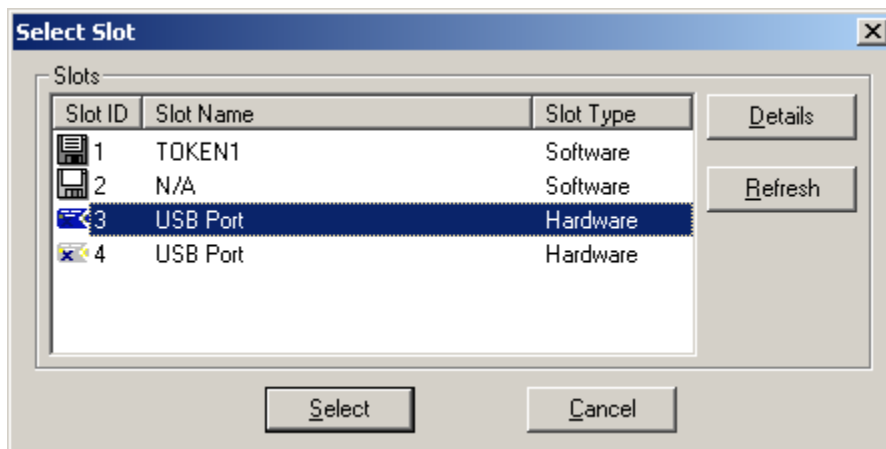 Select Slot
Slots
Slot ID Slot Name Slot Type
1 TOKEN1 Software
2 N/A Software
3 USB Port Hardware
4 USB Port Hardware
Details
Refresh
Select Cancel